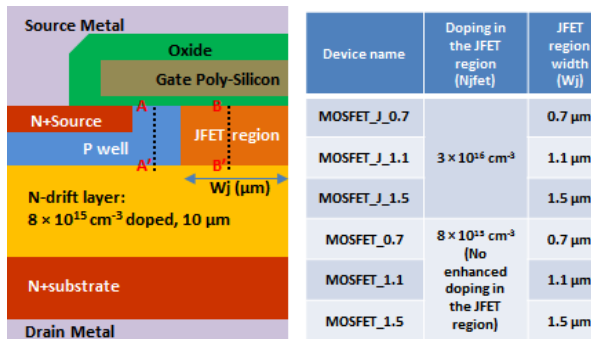 Source Metal
Oxide
Gate Poly-Silicon
A
B
N+Source
JFET region
P well
A'
B'
Wj (μm)
N-drift layer:
8 × 10¹⁵ cm⁻³ doped, 10 μm
N+substrate
Drain Metal
Device name
Doping in
the JFET
region
(Njfet)
JFET
region
width
(Wj)
MOSFET_J_0.7
0.7 μm
MOSFET_J_1.1
3 × 10¹⁶ cm⁻³
1.1 μm
MOSFET_J_1.5
1.5 μm
MOSFET_0.7
8 × 10¹⁵ cm⁻³
(No
enhanced
doping in
the JFET
region)
0.7 μm
MOSFET_1.1
1.1 μm
MOSFET_1.5
1.5 μm